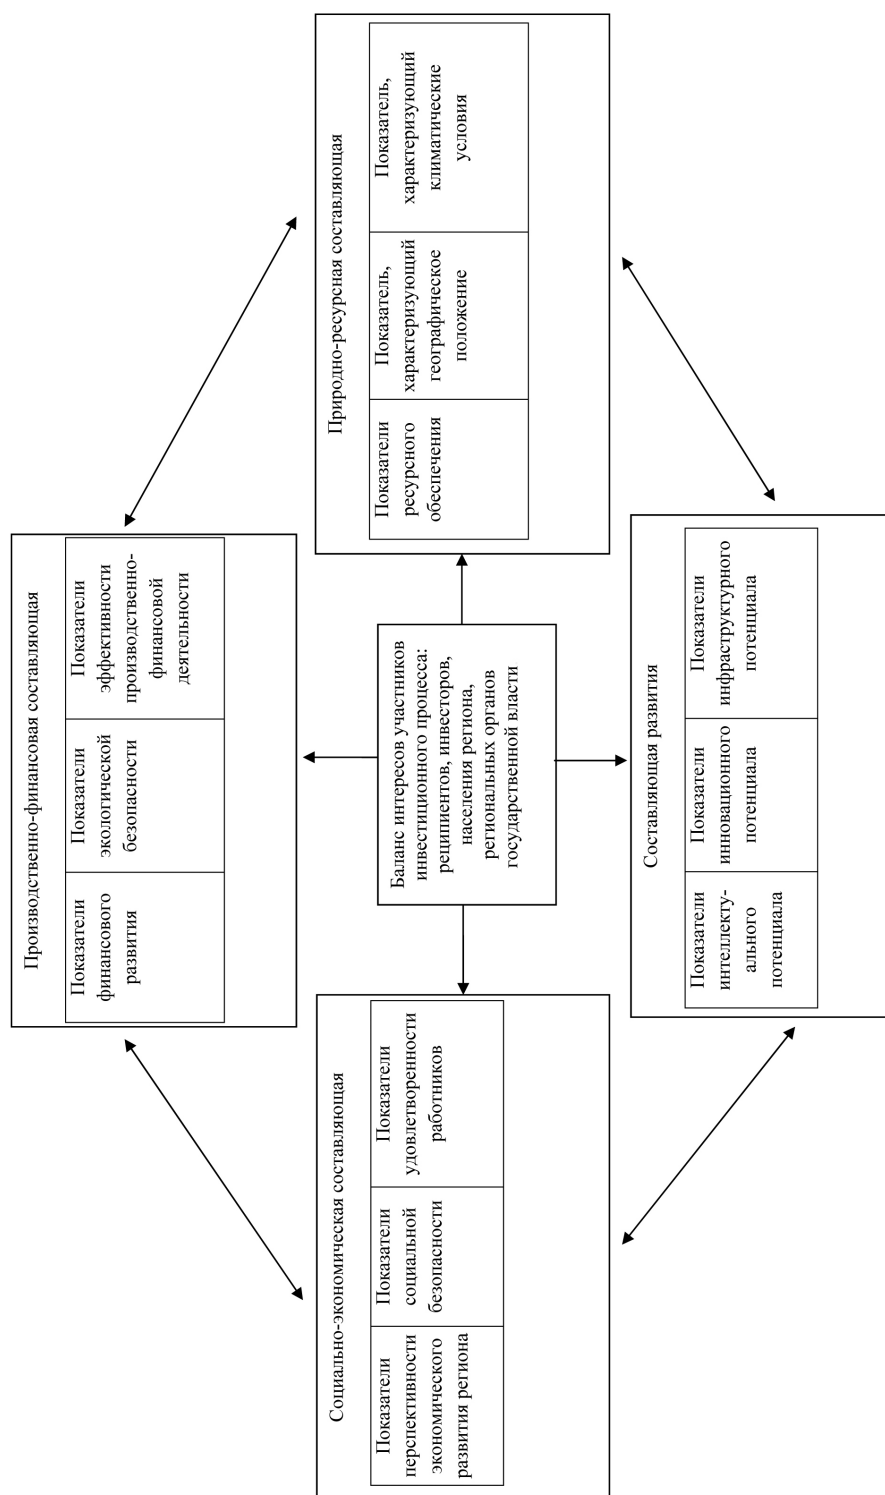 Производственно-финансовая составляющая
Показатели
финансового
развития
Показатели
экологической
безопасности
Показатели
эффективности
производственно-
финансовой
деятельности
Социально-экономическая составляющая
Показатели
перспективности
экономического
развития региона
Показатели
социальной
безопасности
Показатели
удовлетворенности
работников
Баланс интересов участников
инвестиционного процесса:
реципиентов, инвесторов,
населения региона,
региональных органов
государственной власти
Природно-ресурсная составляющая
Показатели
ресурсного
обеспечения
Показатель,
характеризующий
географическое
положение
Показатель,
характеризующий
климатические
условия
Составляющая развития
Показатели
интеллекту-
ального
потенциала
Показатели
инновационного
потенциала
Показатели
инфраструктурного
потенциала